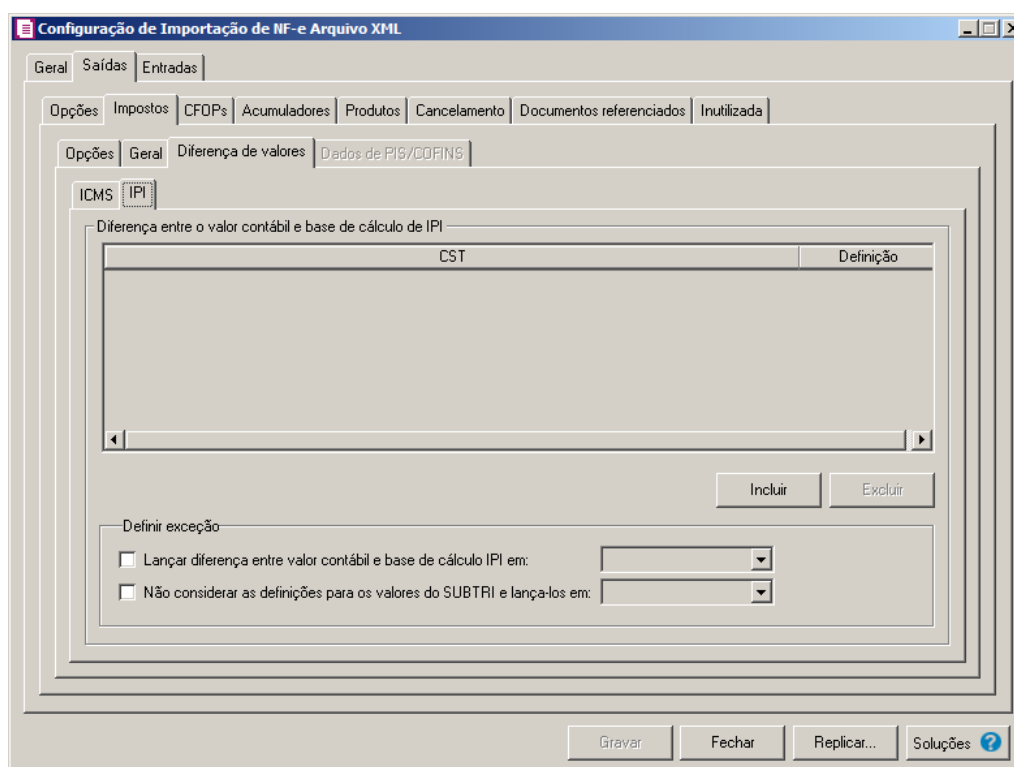 Configuração de Importação de NF-e Arquivo XML
Geral Saídas Entradas
Opções Impostos CFOPs Acumuladores Produtos Cancelamento Documentos referenciados Inutilizada
Opções Geral Diferença de valores Dados de PIS/COFINS
ICMS IPI
Diferença entre o valor contábil e base de cálculo de IPI
CST Definição
Incluir Excluir
Definir exceção
Lançar diferença entre valor contábil e base de cálculo IPI em:
Não considerar as definições para os valores do SUBTRI e lança-los em:
Gravar Fechar Replicar... Soluções ?